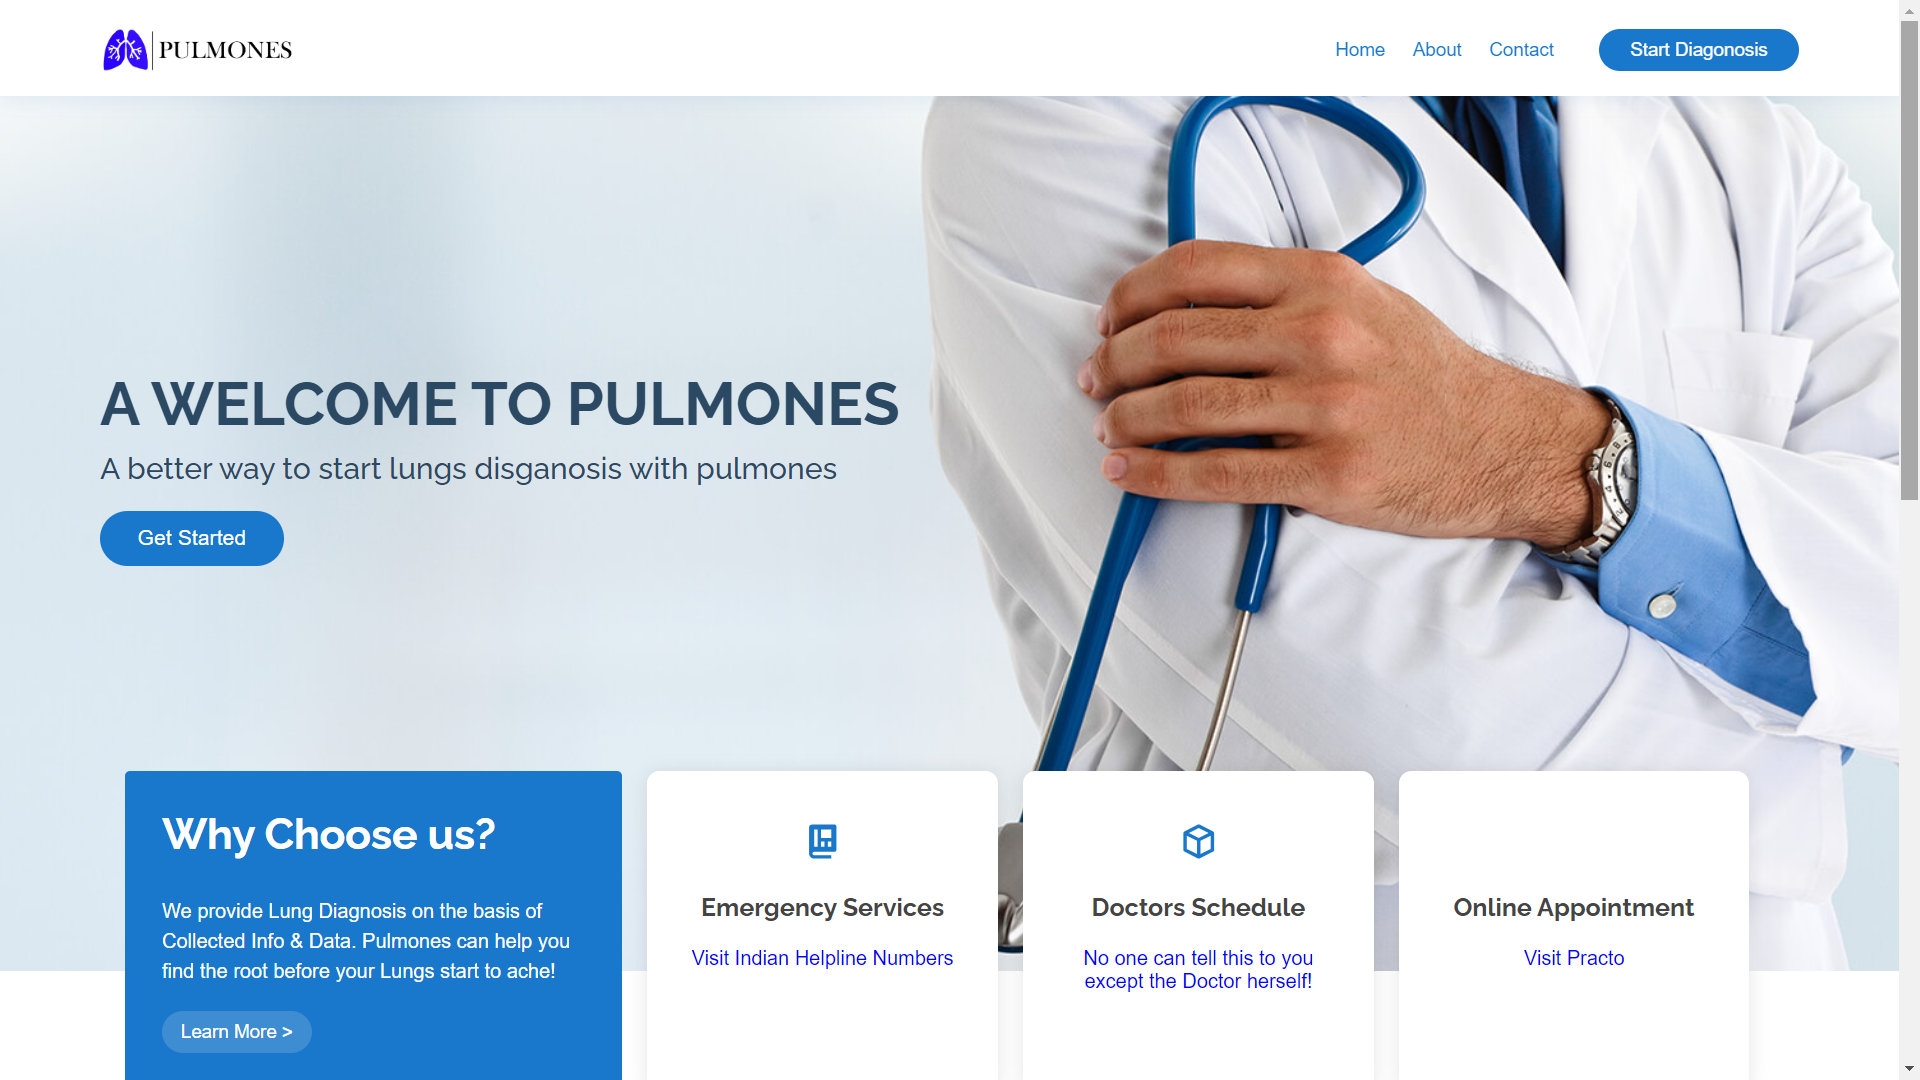 PULMONES
Home
About
Contact
Start Diagonosis
A WELCOME TO PULMONES
A better way to start lungs disganosis with pulmones
Get Started
Why Choose us?
We provide Lung Diagnosis on the basis of
Collected Info & Data. Pulmones can help you
find the root before your Lungs start to ache!
Learn More >
Emergency Services
Visit Indian Helpline Numbers
Doctors Schedule
No one can tell this to you
except the Doctor herself!
Online Appointment
Visit Practo